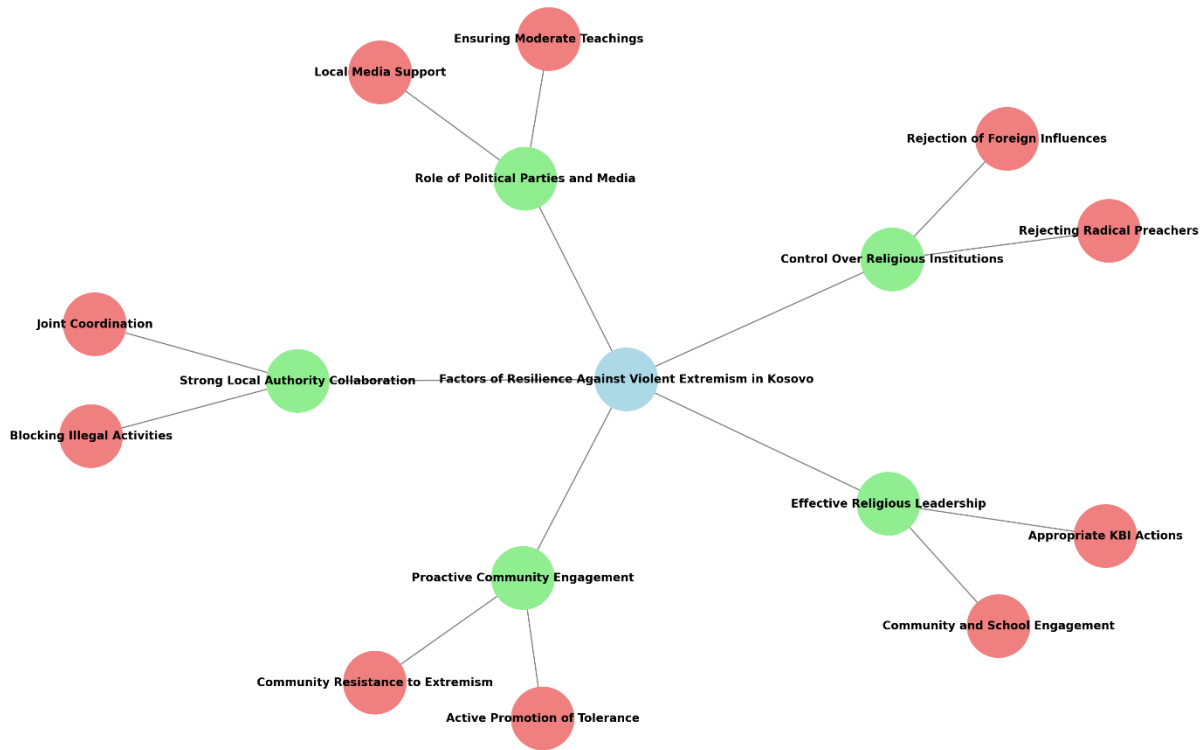 Ensuring Moderate Teachings
Local Media Support
Rejection of Foreign Influences
Role of Political Parties and Media
Rejecting Radical Preachers
Control Over Religious Institutions
Joint Coordination
Strong Local Authority Collaboration
Factors of Resilience Against Violent Extremism in Kosovo
Blocking Illegal Activities
Effective Religious Leadership
Appropriate KBI Actions
Proactive Community Engagement
Community and School Engagement
Community Resistance to Extremism
Active Promotion of Tolerance